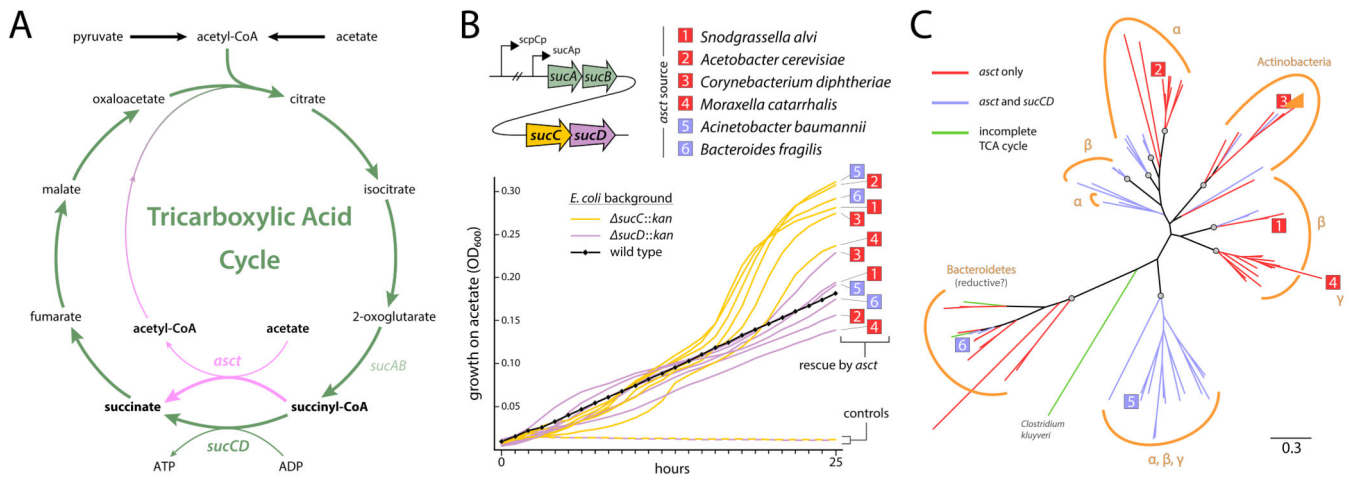 A
pyruvate
acetyl-CoA
acetate
oxaloacetate
citrate
malate
isocitrate
Tricarboxylic Acid
Cycle
fumarate
2-oxoglutarate
acetyl-CoA
acetate
sucAB
asct
succinate
succinyl-CoA
sucCD
ATP
ADP
B
scpCp
sucAp
sucA
sucB
sucC
sucD
asct source
1 Snodgrassella alvi
2 Acetobacter cerevisiae
3 Corynebacterium diphtheriae
4 Moraxella catarrhalis
5 Acinetobacter baumannii
6 Bacteroides fragilis
growth on acetate (OD600)
0.30
0.25
0.20
0.15
0.10
0.05
E. coli background
ΔsucC::kan
ΔsucD::kan
wild type
5
2
6
1
3
4
3
1
5
6
2
4
rescue by asct
controls
0
hours
25
C
asct only
asct and sucCD
incomplete
TCA cycle
α
2
Actinobacteria
3
β
α
β
1
4
γ
Bacteroidetes
(reductive?)
6
5
Clostridium
kluyveri
α, β, γ
0.3